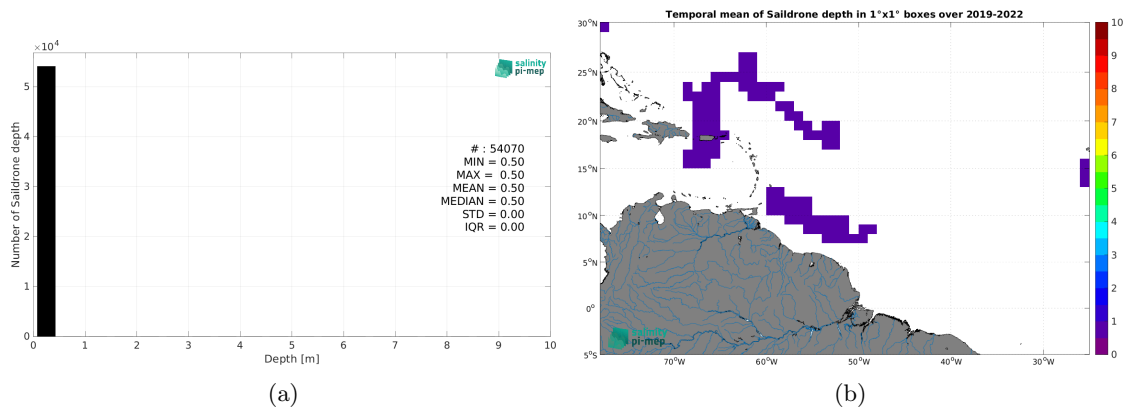 ×10⁴
5
4
3
2
1
0
Number of Saildrone depth
0 1 2 3 4 5 6 7 8 9 10
Depth [m]
salinity
pi-mep
# : 54070
MIN = 0.50
MAX = 0.50
MEAN = 0.50
MEDIAN = 0.50
STD = 0.00
IQR = 0.00
(a)
Temporal mean of Saildrone depth in 1°x1° boxes over 2019-2022
30°N
25°N
20°N
15°N
10°N
5°N
0°
5°S
70°W 60°W 50°W 40°W 30°W
salinity
pi-mep
10
9
8
7
6
5
4
3
2
1
0
(b)